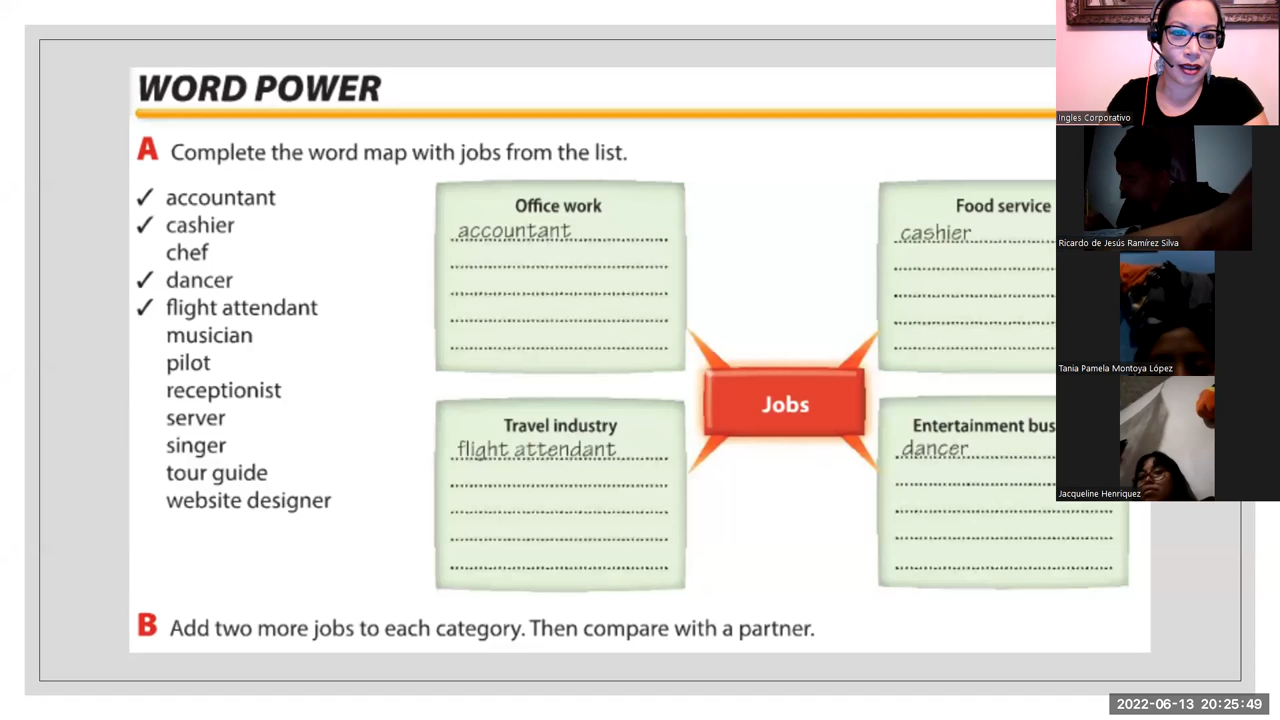 WORD POWER
A Complete the word map with jobs from the list.
✓ accountant
✓ cashier
chef
✓ dancer
✓ flight attendant
musician
pilot
receptionist
server
singer
tour guide
website designer
Office work
accountant
Food service
cashier
Jobs
Travel industry
flight attendant
Entertainment bus
dancer
B Add two more jobs to each category. Then compare with a partner.
Ingles Corporativo
Ricardo de Jesús Ramírez Silva
Tania Pamela Montoya López
Jacqueline Henriquez
2022-06-13 20:25:49